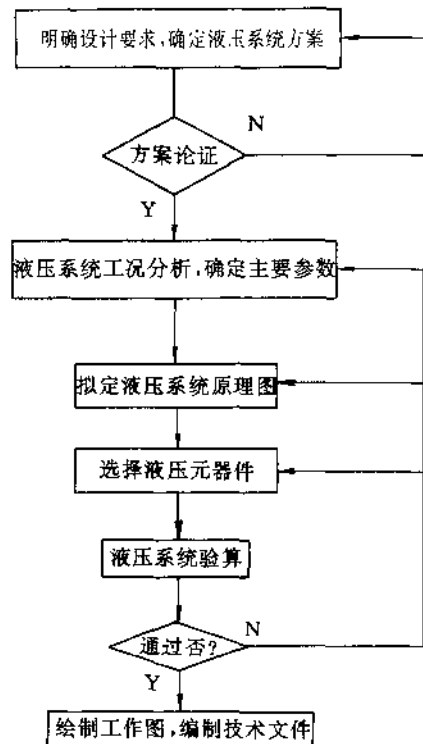 明确设计要求,确定液压系统方案
N
方案论证
Y
液压系统工况分析,确定主要参数
拟定液压系统原理图
选择液压元器件
液压系统验算
N
通过否?
Y
绘制工作图,编制技术文件